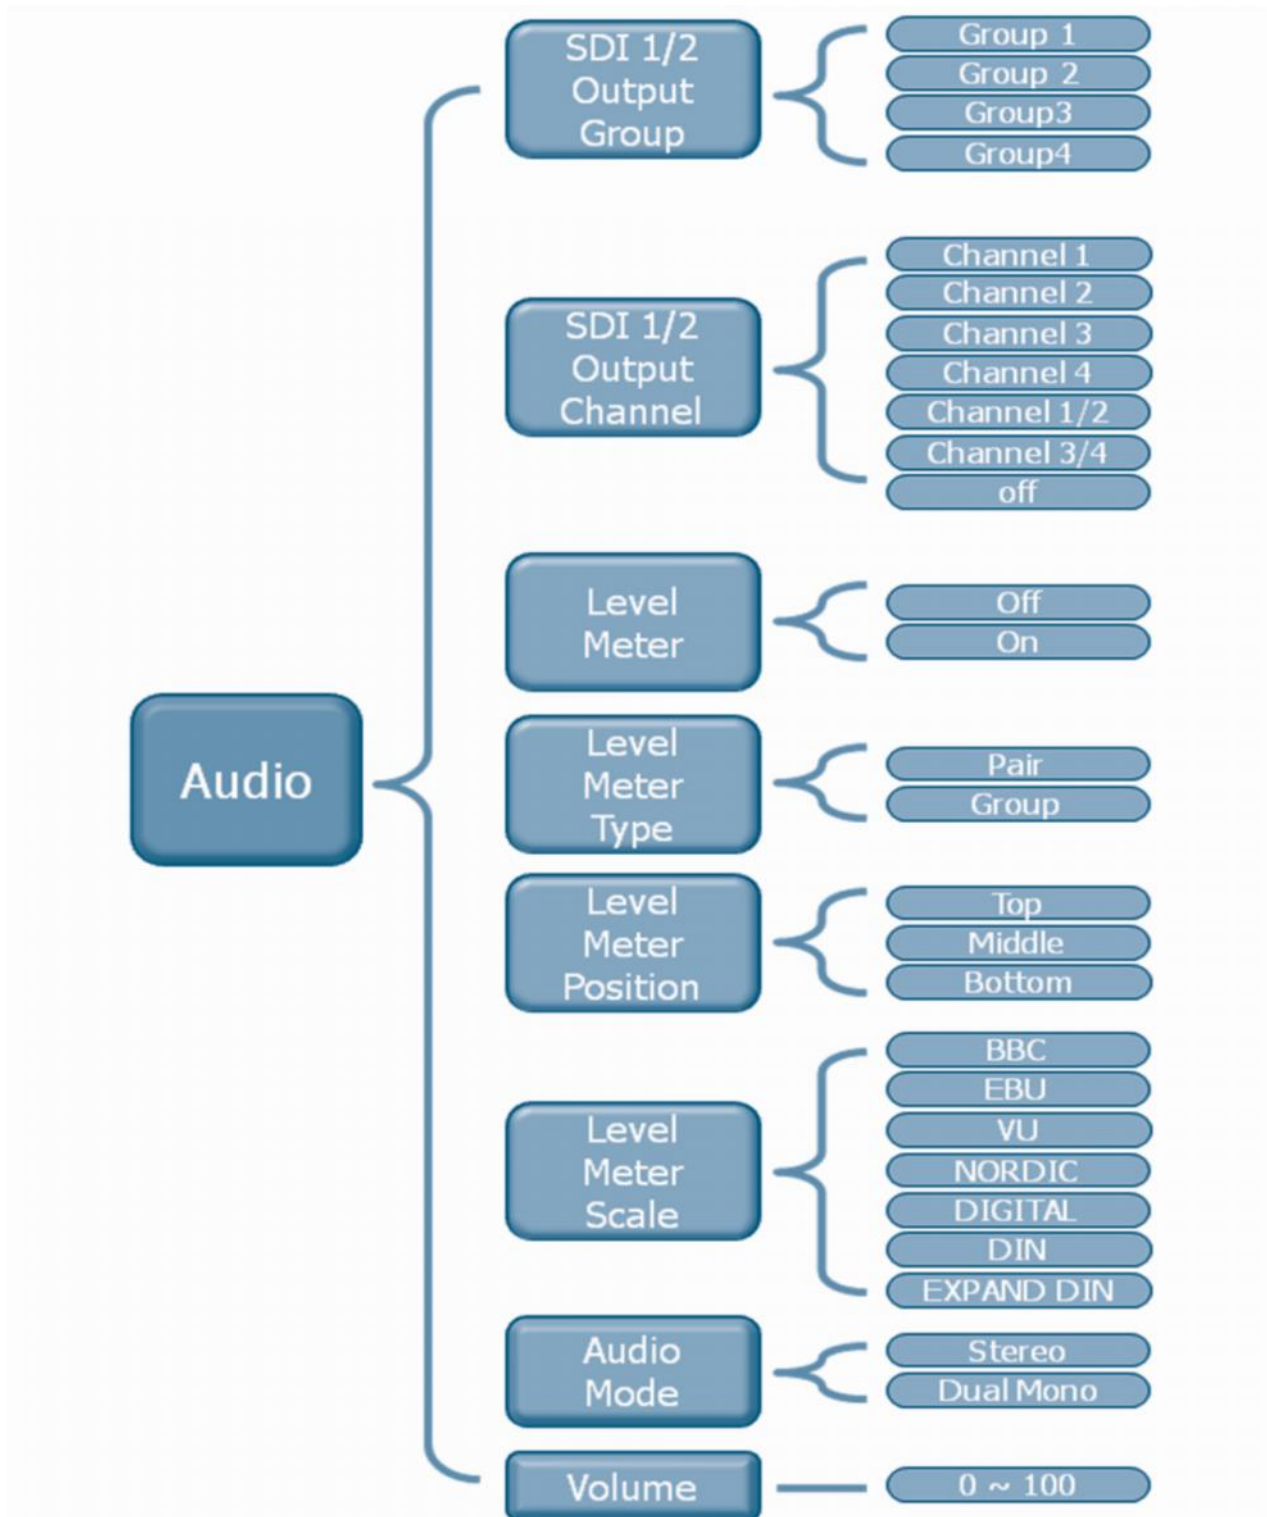 Audio
SDI 1/2
Output
Group
Group 1
Group 2
Group3
Group4
SDI 1/2
Output
Channel
Channel 1
Channel 2
Channel 3
Channel 4
Channel 1/2
Channel 3/4
off
Level
Meter
Off
On
Level
Meter
Type
Pair
Group
Level
Meter
Position
Top
Middle
Bottom
Level
Meter
Scale
BBC
EBU
VU
NORDIC
DIGITAL
DIN
EXPAND DIN
Audio
Mode
Stereo
Dual Mono
Volume
0 ~ 100